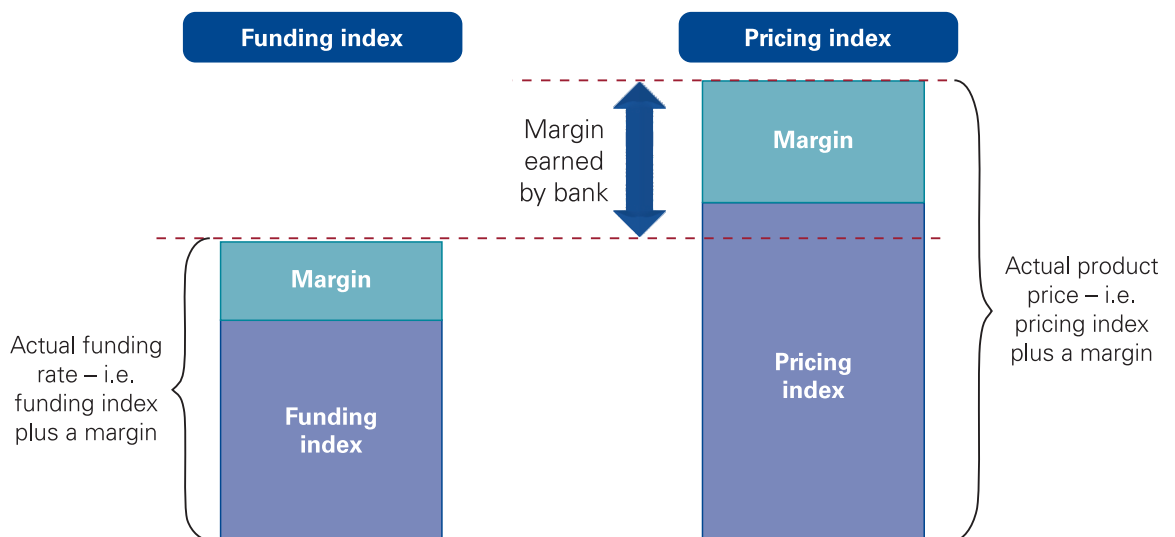 Funding index
Pricing index
Margin
earned
by bank
Margin
Margin
Actual funding
rate – i.e.
funding index
plus a margin
Funding
index
Pricing
index
Actual product
price – i.e.
pricing index
plus a margin